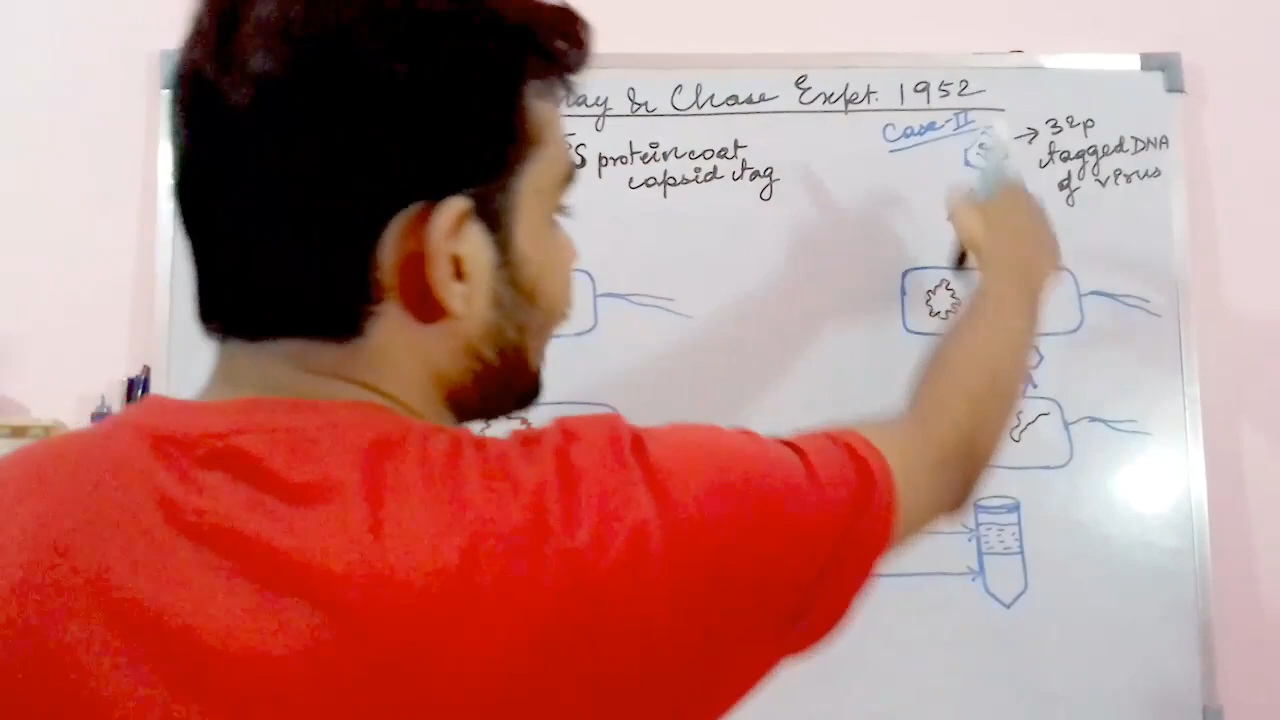 & Chase Expt. 1952
Case-II
S protein coat
capsid tag
→ 32p
tagged DNA
of virus